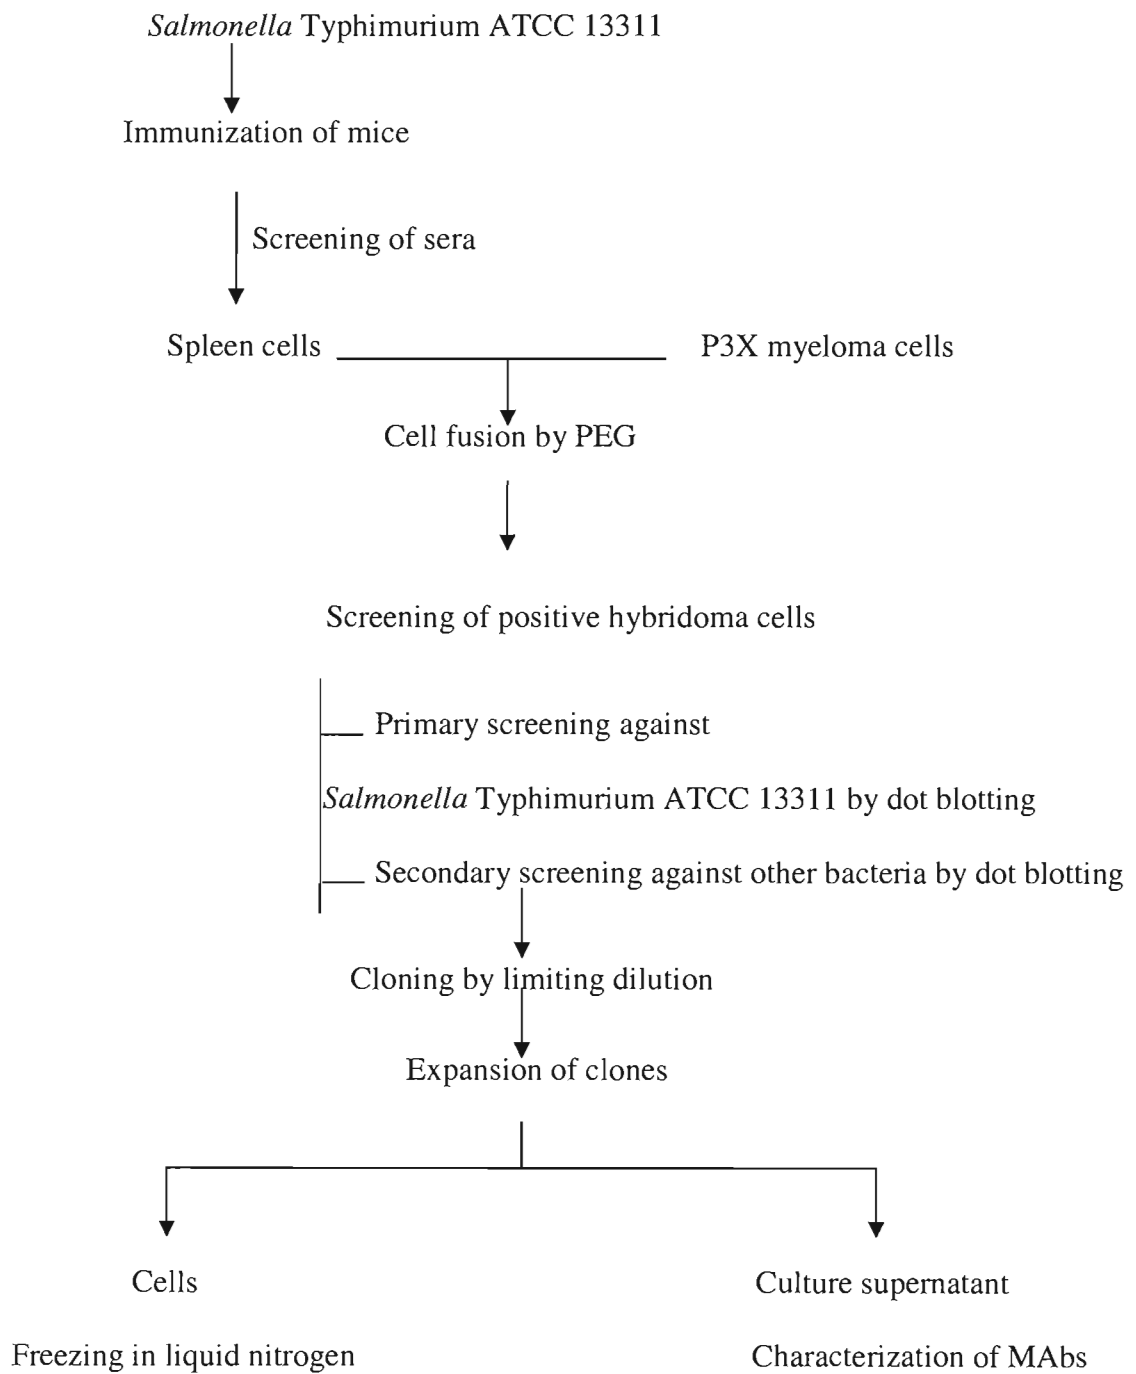 Salmonella Typhimurium ATCC 13311
Immunization of mice
Screening of sera
Spleen cells
P3X myeloma cells
Cell fusion by PEG
Screening of positive hybridoma cells
Primary screening against
Salmonella Typhimurium ATCC 13311 by dot blotting
Secondary screening against other bacteria by dot blotting
Cloning by limiting dilution
Expansion of clones
Cells
Culture supernatant
Freezing in liquid nitrogen
Characterization of MAbs